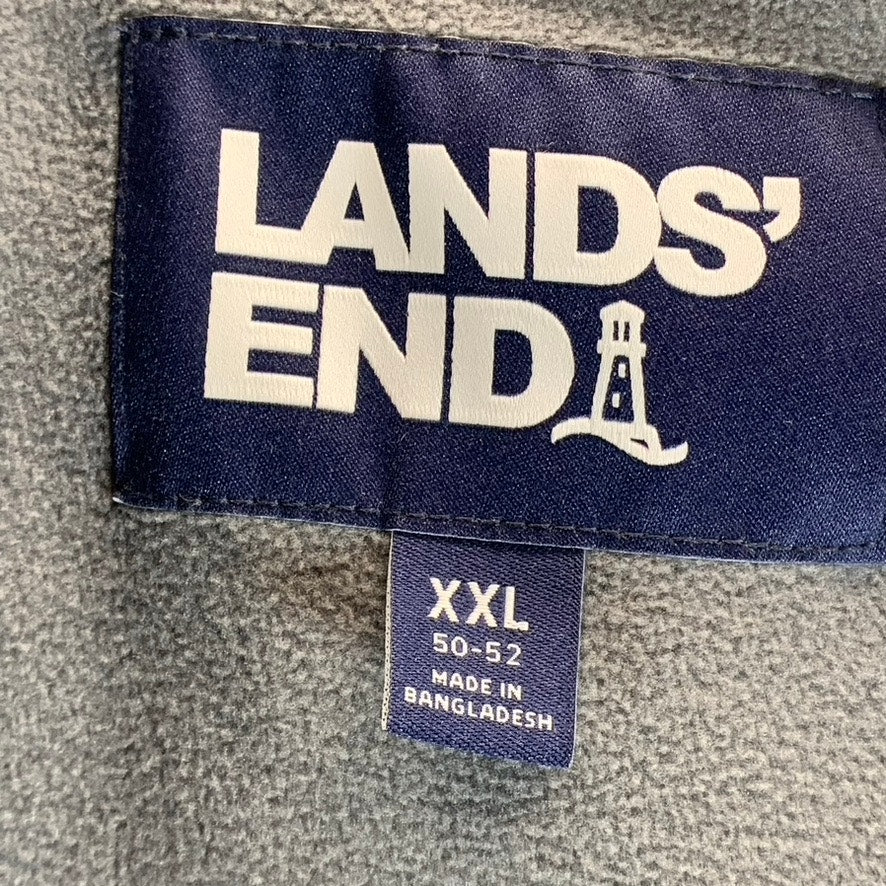 LANDS'
END
XXL
50-52
MADE IN
BANGLADESH